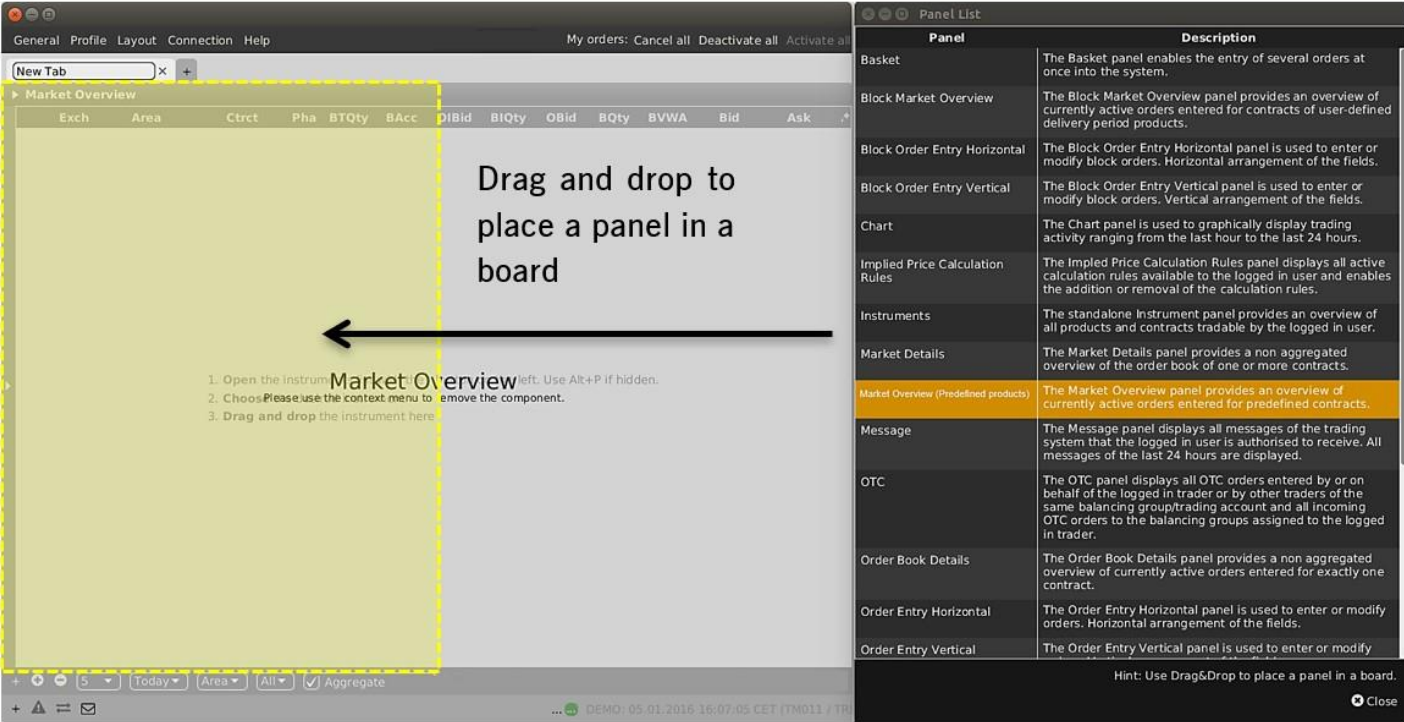 General Profile Layout Connection Help My orders: Cancel all Deactivate all Activate all
New Tab × +
Market Overview
Exch Area Ctrct Pha BTQty BAcc OIBid BIQty OBid BQty BVWA Bid Ask .*
Drag and drop to
place a panel in a
board
Market Overview
Please use the context menu to remove the component.
1. Open the instrum left. Use Alt+P if hidden.
2. Choose
3. Drag and drop the instrument here
+ 5 Today Area All Aggregate
+ ... DEMO: 05.01.2016 16:07:05 CET (TM011 / TR
Panel List
Panel Description
Basket
The Basket panel enables the entry of several orders at
once into the system.
Block Market Overview
The Block Market Overview panel provides an overview of
currently active orders entered for contracts of user-defined
delivery period products.
Block Order Entry Horizontal
The Block Order Entry Horizontal panel is used to enter or
modify block orders. Horizontal arrangement of the fields.
Block Order Entry Vertical
The Block Order Entry Vertical panel is used to enter or
modify block orders. Vertical arrangement of the fields.
Chart
The Chart panel is used to graphically display trading
activity ranging from the last hour to the last 24 hours.
Implied Price Calculation
Rules
The Impled Price Calculation Rules panel displays all active
calculation rules available to the logged in user and enables
the addition or removal of the calculation rules.
Instruments
The standalone Instrument panel provides an overview of
all products and contracts tradable by the logged in user.
Market Details
The Market Details panel provides a non aggregated
overview of the order book of one or more contracts.
Market Overview (Predefined products)
The Market Overview panel provides an overview of
currently active orders entered for predefined contracts.
Message
The Message panel displays all messages of the trading
system that the logged in user is authorised to receive. All
messages of the last 24 hours are displayed.
OTC
The OTC panel displays all OTC orders entered by or on
behalf of the logged in trader or by other traders of the
same balancing group/trading account and all incoming
OTC orders to the balancing groups assigned to the logged
in trader.
Order Book Details
The Order Book Details panel provides a non aggregated
overview of currently active orders entered for exactly one
contract.
Order Entry Horizontal
The Order Entry Horizontal panel is used to enter or modify
orders. Horizontal arrangement of the fields.
Order Entry Vertical
The Order Entry Vertical panel is used to enter or modify
Hint: Use Drag&Drop to place a panel in a board.
Close